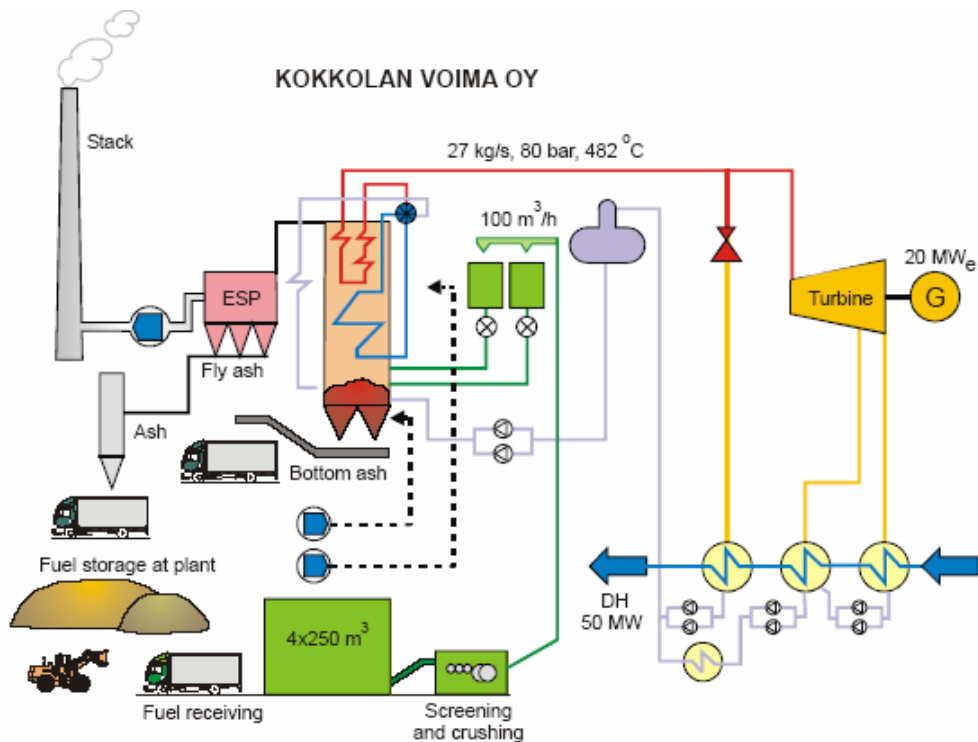 KOKKOLAN VOIMA OY
Stack
27 kg/s, 80 bar, 482 °C
100 m³/h
20 MWe
ESP
Turbine
G
Fly ash
Ash
Bottom ash
Fuel storage at plant
DH
50 MW
4x250 m³
Fuel receiving
Screening
and crushing